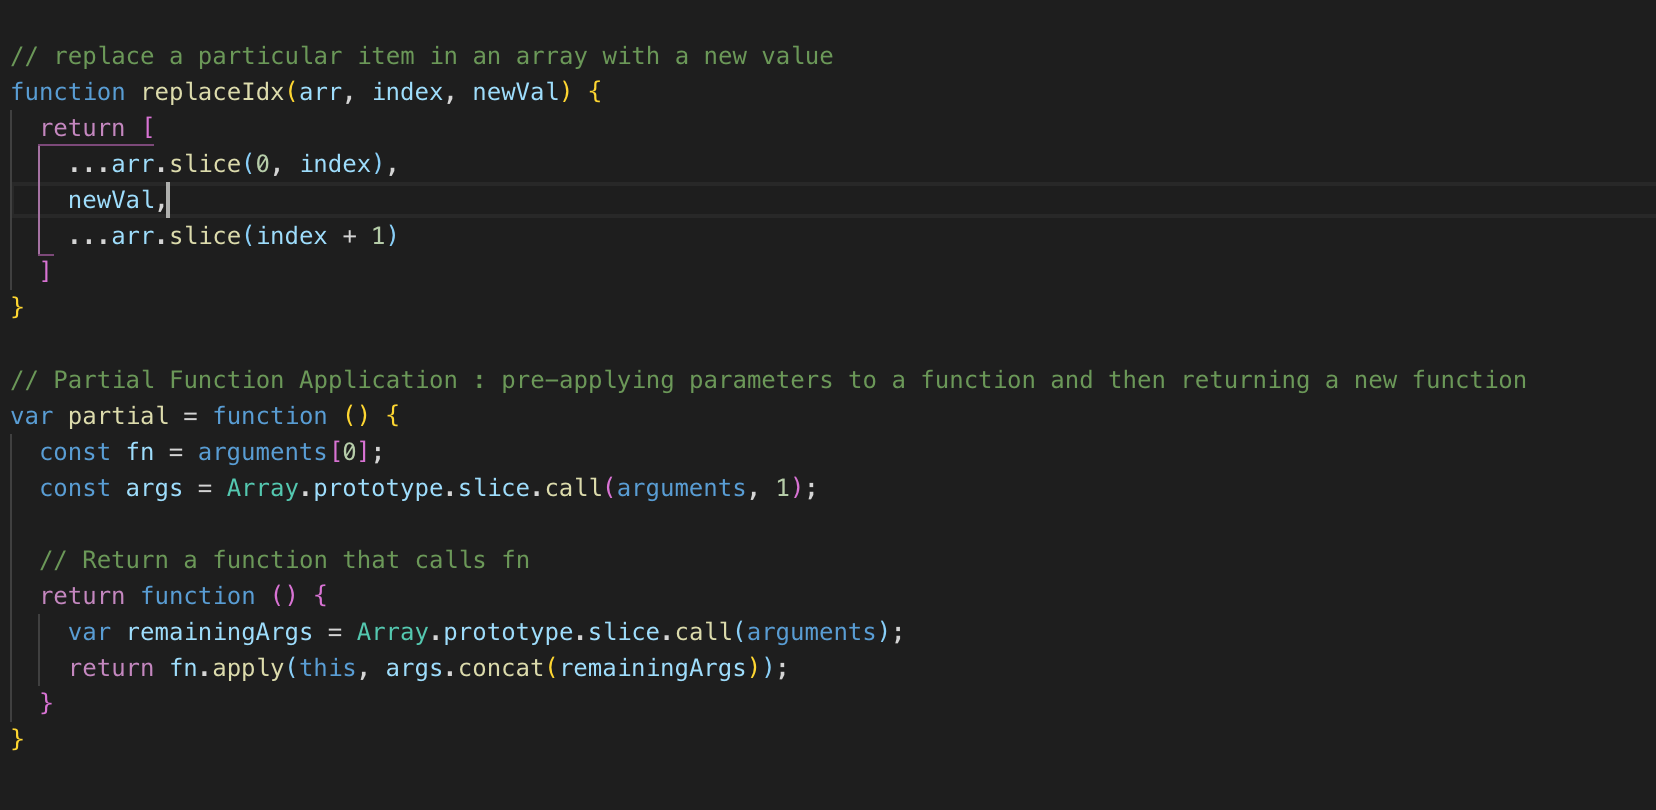 // replace a particular item in an array with a new value
function replaceIdx(arr, index, newVal) {
  return [
    ...arr.slice(0, index),
    newVal,
    ...arr.slice(index + 1)
  ]
}

// Partial Function Application : pre-applying parameters to a function and then returning a new function
var partial = function () {
  const fn = arguments[0];
  const args = Array.prototype.slice.call(arguments, 1);

  // Return a function that calls fn
  return function () {
    var remainingArgs = Array.prototype.slice.call(arguments);
    return fn.apply(this, args.concat(remainingArgs));
  }
}